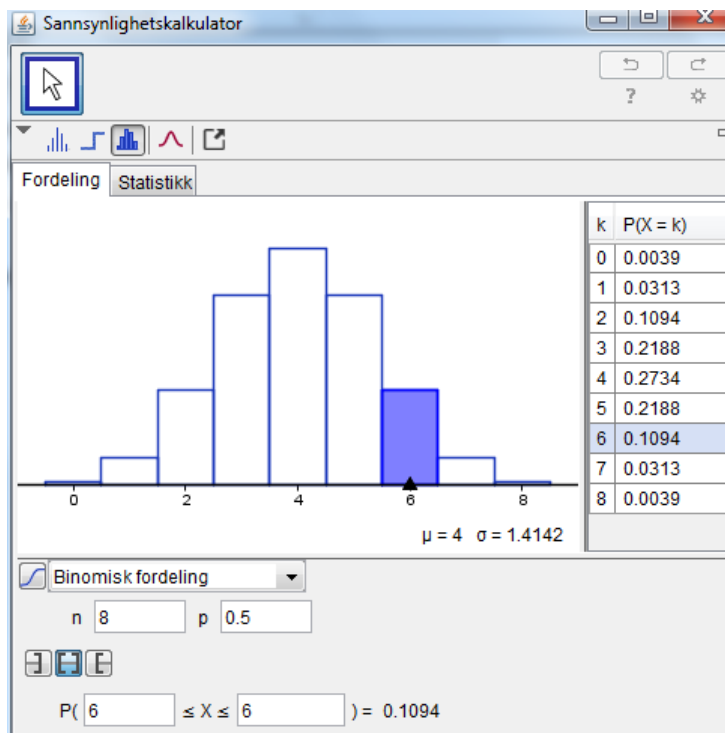 Sannsynlighetskalkulator
?
Fordeling Statistikk
k P(X = k)
0 0.0039
1 0.0313
2 0.1094
3 0.2188
4 0.2734
5 0.2188
6 0.1094
7 0.0313
8 0.0039
0 2 4 6 8
μ = 4 σ = 1.4142
Binomisk fordeling
n 8 p 0.5
P( 6 ≤ X ≤ 6 ) = 0.1094